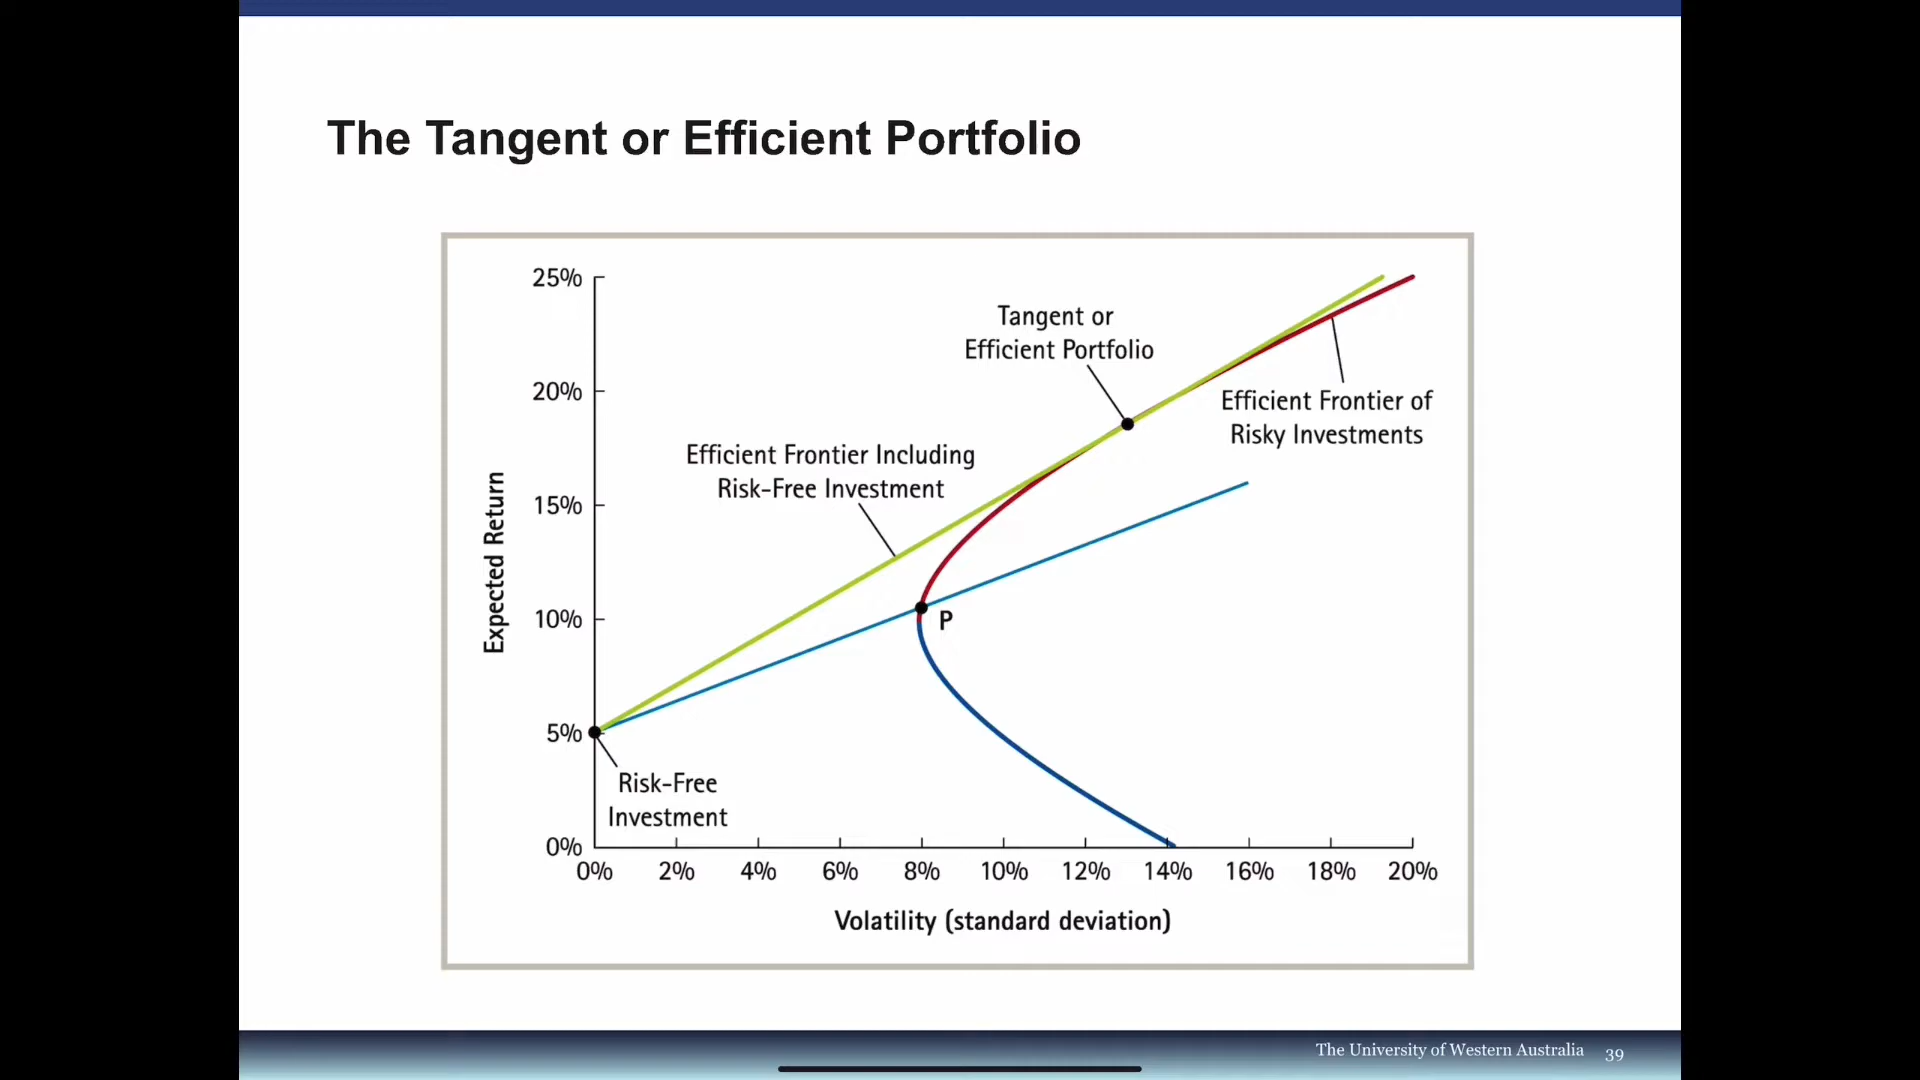 The Tangent or Efficient Portfolio
25%
20%
15%
10%
5%
0%
Expected Return
Tangent or
Efficient Portfolio
Efficient Frontier of
Risky Investments
Efficient Frontier Including
Risk-Free Investment
P
Risk-Free
Investment
0% 2% 4% 6% 8% 10% 12% 14% 16% 18% 20%
Volatility (standard deviation)
The University of Western Australia 39